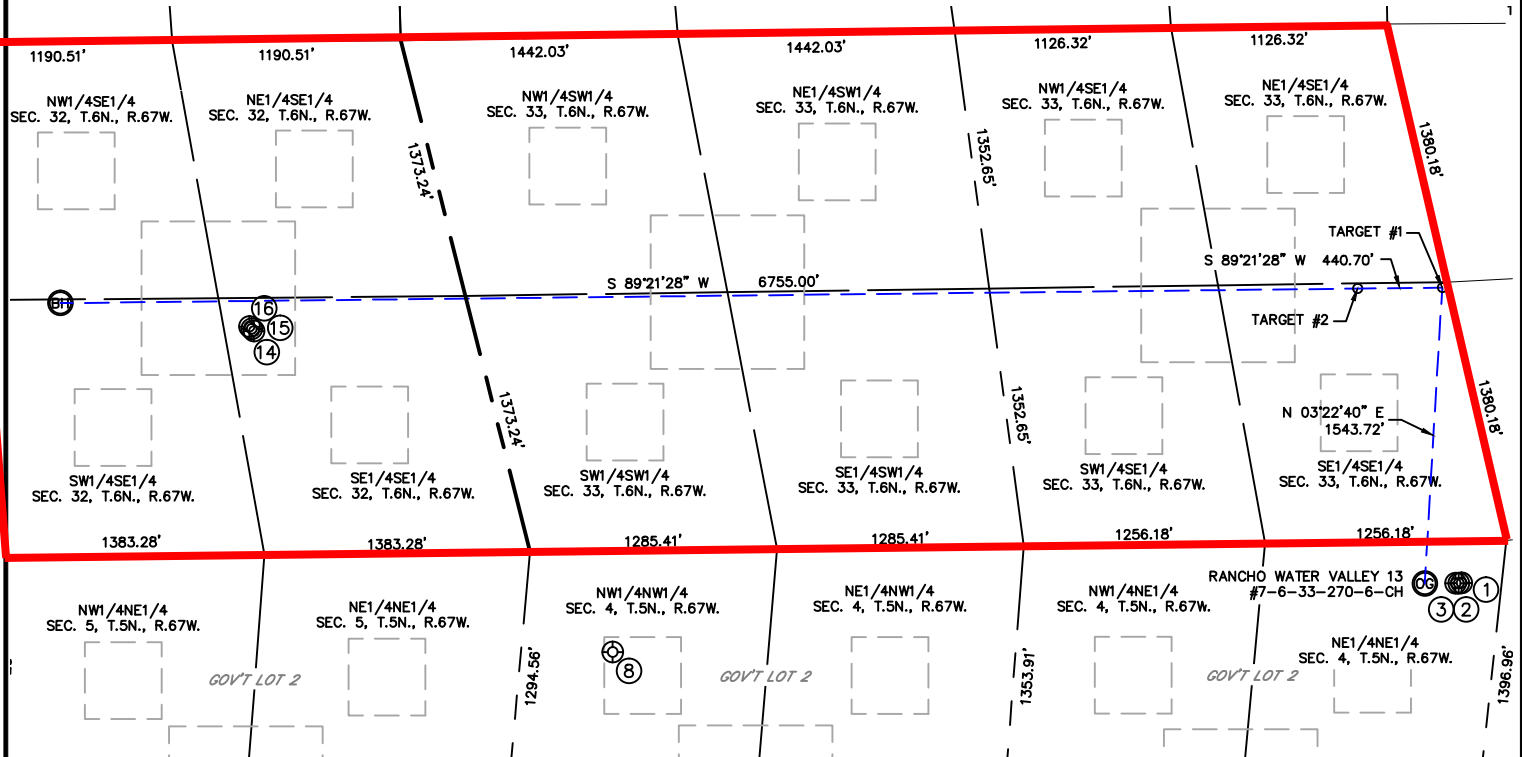 1190.51'
1190.51'
1442.03'
1442.03'
1126.32'
1126.32'
NW1/4SE1/4
SEC. 32, T.6N., R.67W.
NE1/4SE1/4
SEC. 32, T.6N., R.67W.
NW1/4SW1/4
SEC. 33, T.6N., R.67W.
NE1/4SW1/4
SEC. 33, T.6N., R.67W.
NW1/4SE1/4
SEC. 33, T.6N., R.67W.
NE1/4SE1/4
SEC. 33, T.6N., R.67W.
1373.24'
1352.65'
1380.18'
TARGET #1
S 89°21'28" W 440.70'
S 89°21'28" W 6755.00'
BH
16
15
14
TARGET #2
1373.24'
1352.65'
1380.18'
N 03°22'40" E
1543.72'
SW1/4SE1/4
SEC. 32, T.6N., R.67W.
SE1/4SE1/4
SEC. 32, T.6N., R.67W.
SW1/4SW1/4
SEC. 33, T.6N., R.67W.
SE1/4SW1/4
SEC. 33, T.6N., R.67W.
SW1/4SE1/4
SEC. 33, T.6N., R.67W.
SE1/4SE1/4
SEC. 33, T.6N., R.67W.
1383.28'
1383.28'
1285.41'
1285.41'
1256.18'
1256.18'
RANCHO WATER VALLEY 13
#7-6-33-270-6-CH
OG
1
3
2
NW1/4NE1/4
SEC. 5, T.5N., R.67W.
NE1/4NE1/4
SEC. 5, T.5N., R.67W.
NW1/4NW1/4
SEC. 4, T.5N., R.67W.
NE1/4NW1/4
SEC. 4, T.5N., R.67W.
NW1/4NE1/4
SEC. 4, T.5N., R.67W.
NE1/4NE1/4
SEC. 4, T.5N., R.67W.
8
GOV'T LOT 2
GOV'T LOT 2
GOV'T LOT 2
1294.56'
1353.91'
1396.96'